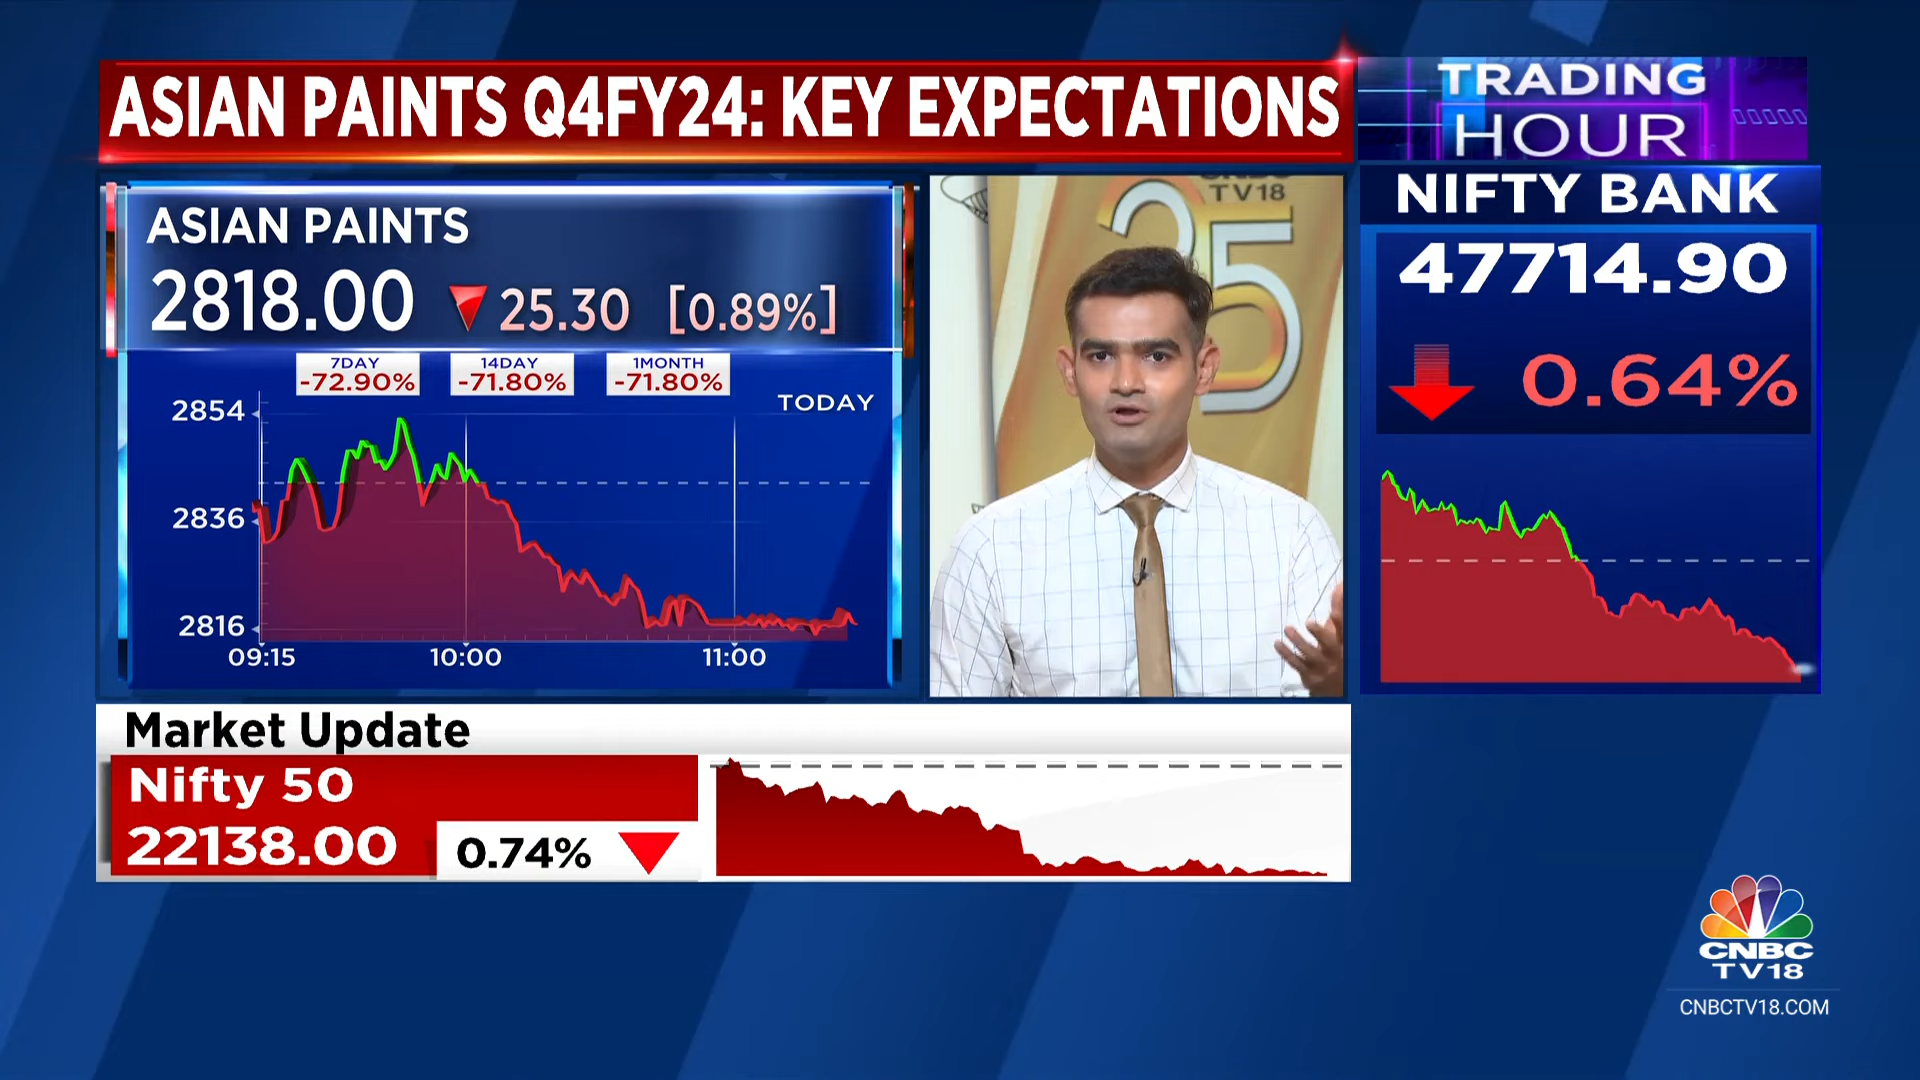 ASIAN PAINTS Q4FY24: KEY EXPECTATIONS
TRADING
HOUR
ASIAN PAINTS
2818.00 25.30 [0.89%]
7DAY
-72.90%
14DAY
-71.80%
1MONTH
-71.80%
TODAY
2854
2836
2816
09:15 10:00 11:00
CNBC
TV18
25
NIFTY BANK
47714.90
0.64%
Market Update
Nifty 50
22138.00
0.74%
CNBC
TV18
CNBCTV18.COM